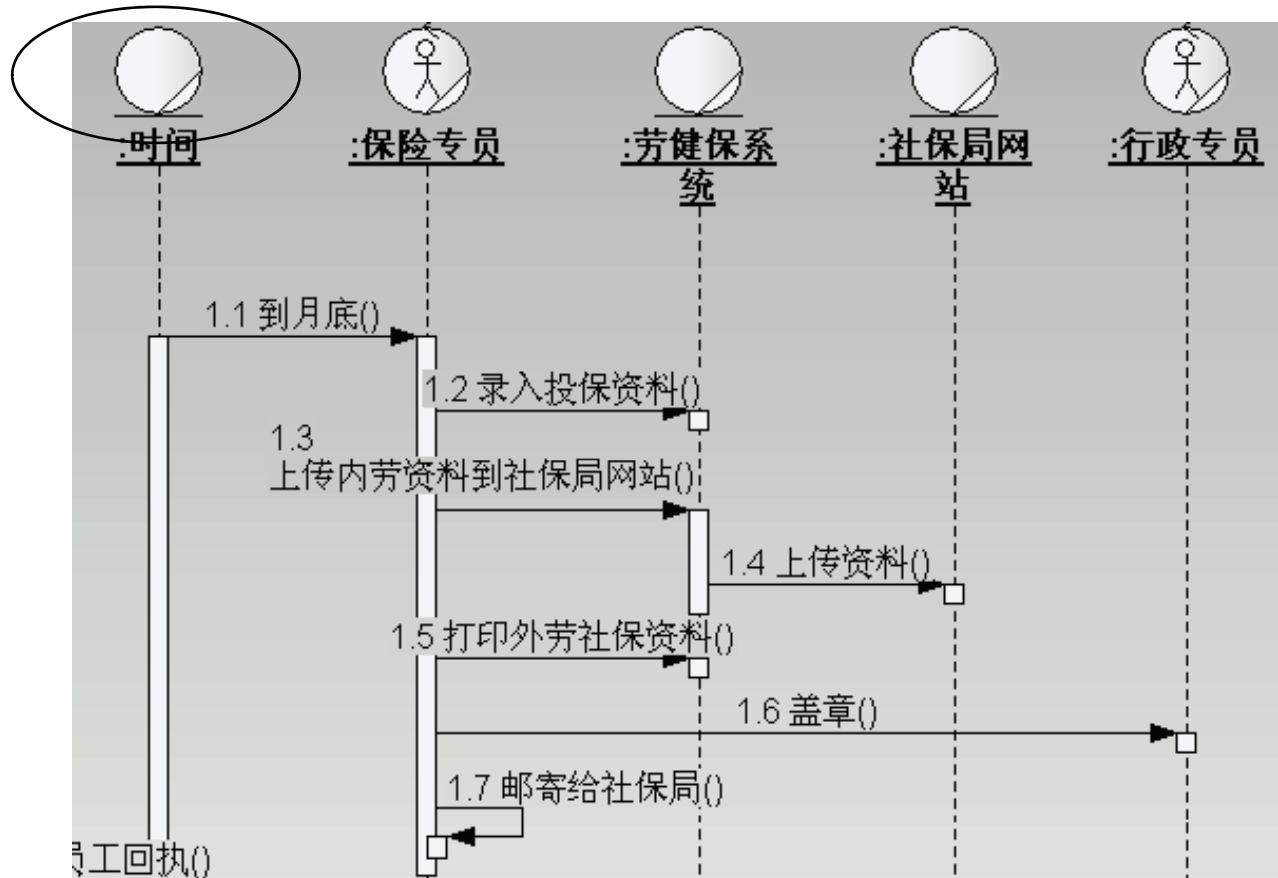 :时间
:保险专员
:劳健保系
统
:社保局网
站
:行政专员
1.1 到月底()
1.2 录入投保资料()
1.3
上传内劳资料到社保局网站()
1.4 上传资料()
1.5 打印外劳社保资料()
1.6 盖章()
1.7 邮寄给社保局()
工回执()